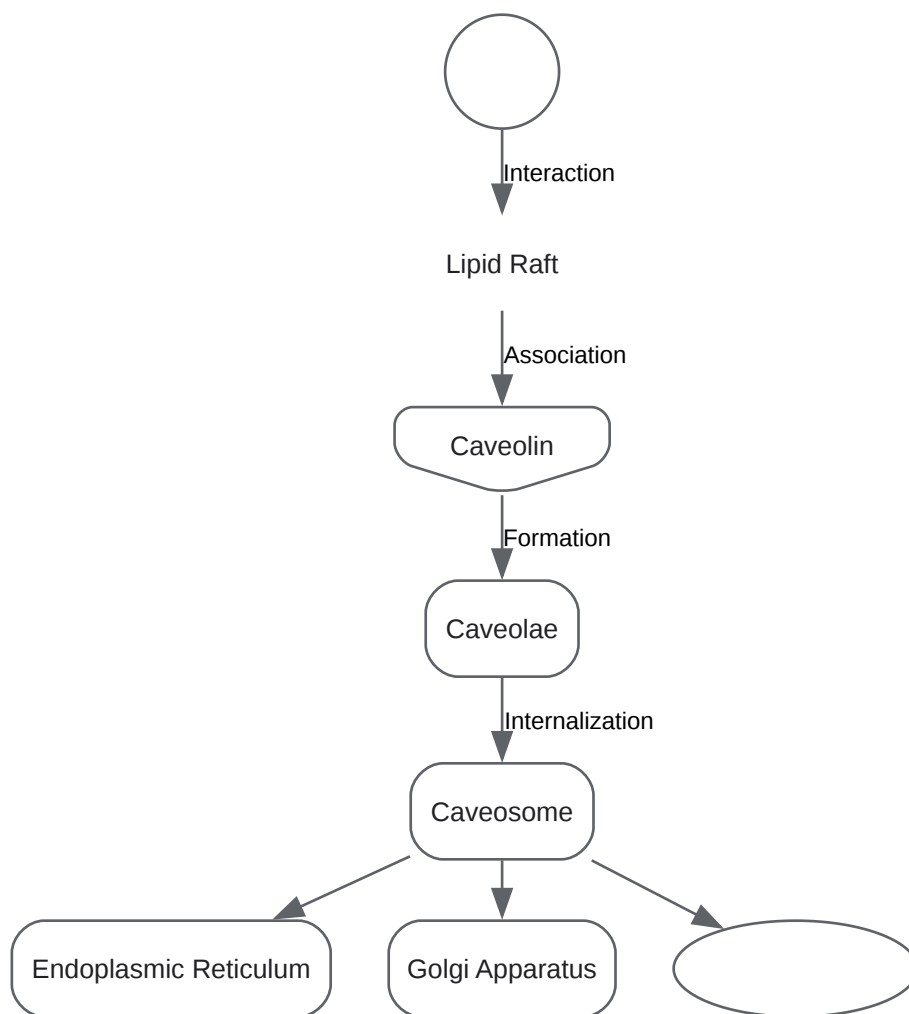 Interaction
Lipid Raft
Association
Caveolin
Formation
Caveolae
Internalization
Caveosome
Endoplasmic Reticulum
Golgi Apparatus